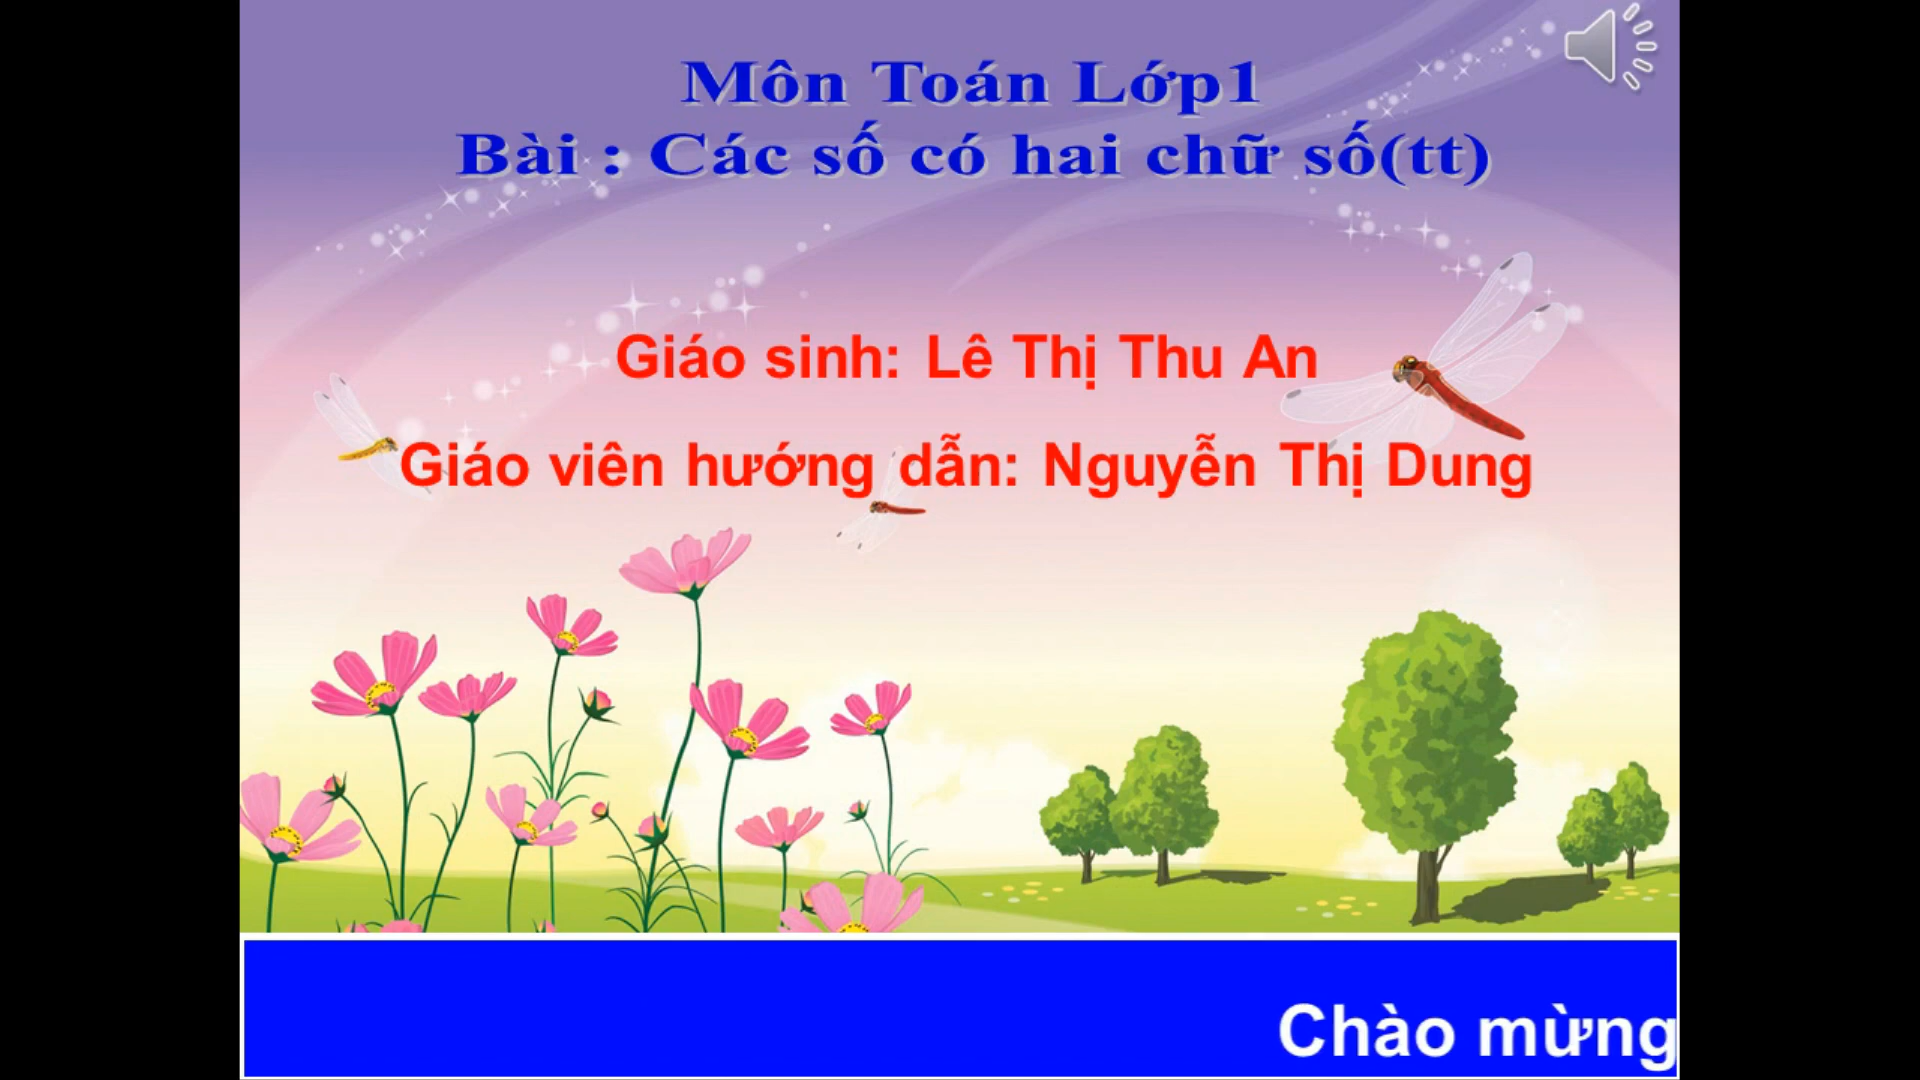 Môn Toán Lớp1
Bài : Các số có hai chữ số(tt)
Giáo sinh: Lê Thị Thu An
Giáo viên hướng dẫn: Nguyễn Thị Dung
Chào mừng